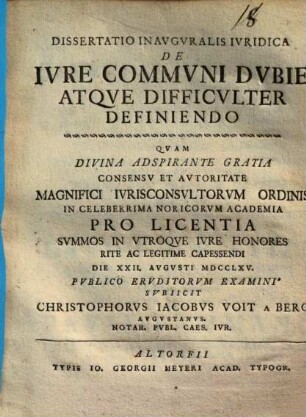 18
DISSERTATIO INAVGVRALIS IVRIDICA
DE
IVRE COMMVNI DVBIE
ATQVE DIFFICVLTER
DEFINIENDO
QVAM
DIVINA ADSPIRANTE GRATIA
CONSENSV ET AVTORITATE
MAGNIFICI IVRISCONSVLTORVM ORDINIS
IN CELEBERRIMA NORICORVM ACADEMIA
PRO LICENTIA
SVMMOS IN VTROQVE IVRE HONORES
RITE AC LEGITIME CAPESSENDI
DIE XXII. AVGVSTI MDCCLXV.
PVBLICO ERVDITORVM EXAMINI
SVBIICIT
CHRISTOPHORVS IACOBVS VOIT A BERG
AVGVSTANVS.
NOTAR. PVBL. CAES. IVR.
ALTORFII
TYPIS IO. GEORGII MEYERI ACAD. TYPOGR.